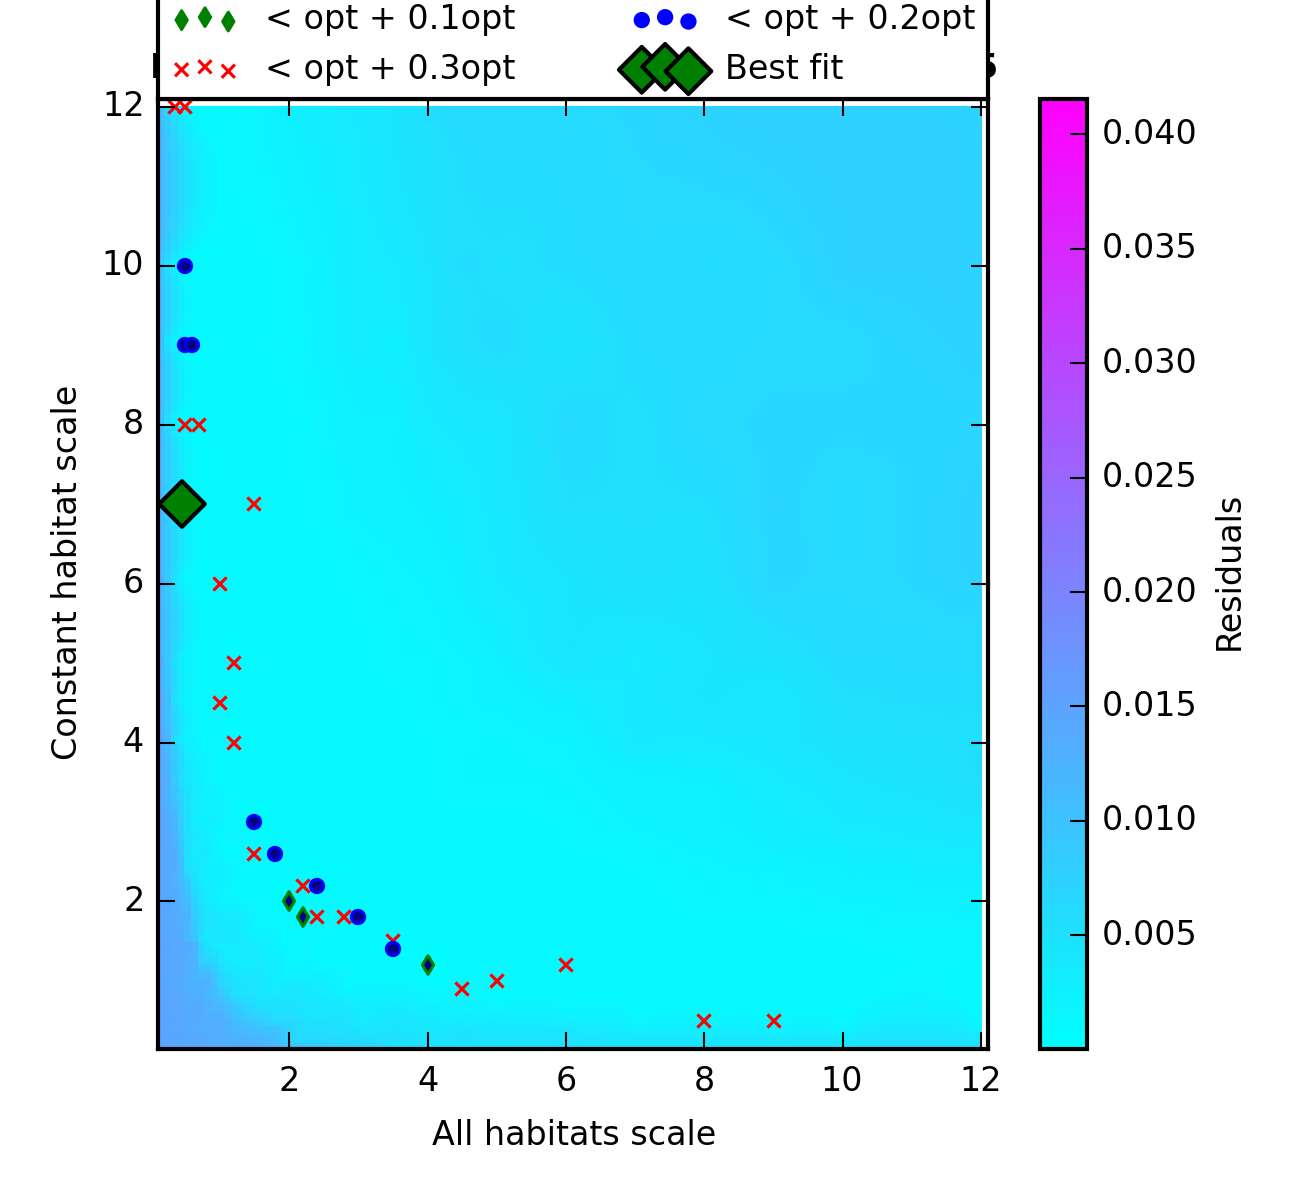 < opt + 0.1opt
< opt + 0.2opt
< opt + 0.3opt
Best fit
12
10
8
6
4
2
Constant habitat scale
2 4 6 8 10 12
All habitats scale
0.040
0.035
0.030
0.025
0.020
0.015
0.010
0.005
Residuals